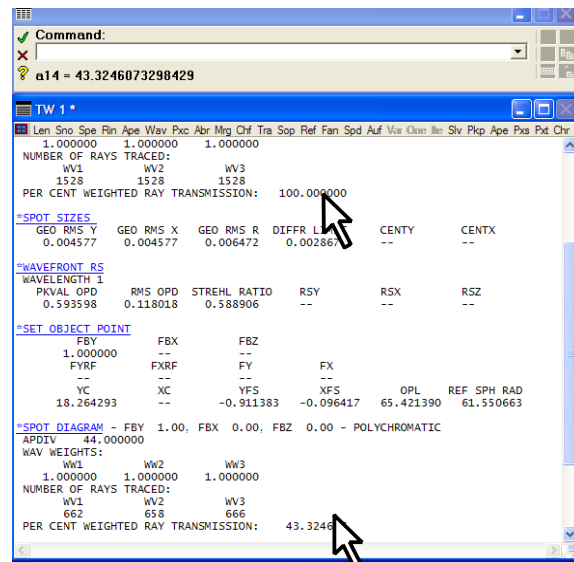 Command:
a14 = 43.3246073298429
TW 1 *
Len Sno Spe Rin Ape Wav Pxc Abr Mrg Chf Tra Sop Ref Fan Spd Auf Var Ope Slv Pkp Ape Pxs Pxt Chr
1.000000 1.000000 1.000000
NUMBER OF RAYS TRACED:
WV1 WV2 WV3
1528 1528 1528
PER CENT WEIGHTED RAY TRANSMISSION: 100.000000
*SPOT SIZES
GEO RMS Y GEO RMS X GEO RMS R DIFFR CENTY CENTX
0.004577 0.004577 0.006472 0.002867 -- --
*WAVEFRONT RS
WAVELENGTH 1
PKVAL OPD RMS OPD STREHL RATIO RSY RSX RSZ
0.593598 0.118018 0.588906 -- -- --
*SET OBJECT POINT
FBY FBX FBZ
1.000000 -- --
FYRF FXRF FY FX
-- -- -- --
YC XC YFS XFS OPL REF SPH RAD
18.264293 -- -0.911383 -0.096417 65.421390 61.550663
*SPOT DIAGRAM - FBY 1.00, FBX 0.00, FBZ 0.00 - POLYCHROMATIC
APDIV 44.000000
WAV WEIGHTS:
WW1 WW2 WW3
1.000000 1.000000 1.000000
NUMBER OF RAYS TRACED:
WV1 WV2 WV3
662 658 666
PER CENT WEIGHTED RAY TRANSMISSION: 43.3246